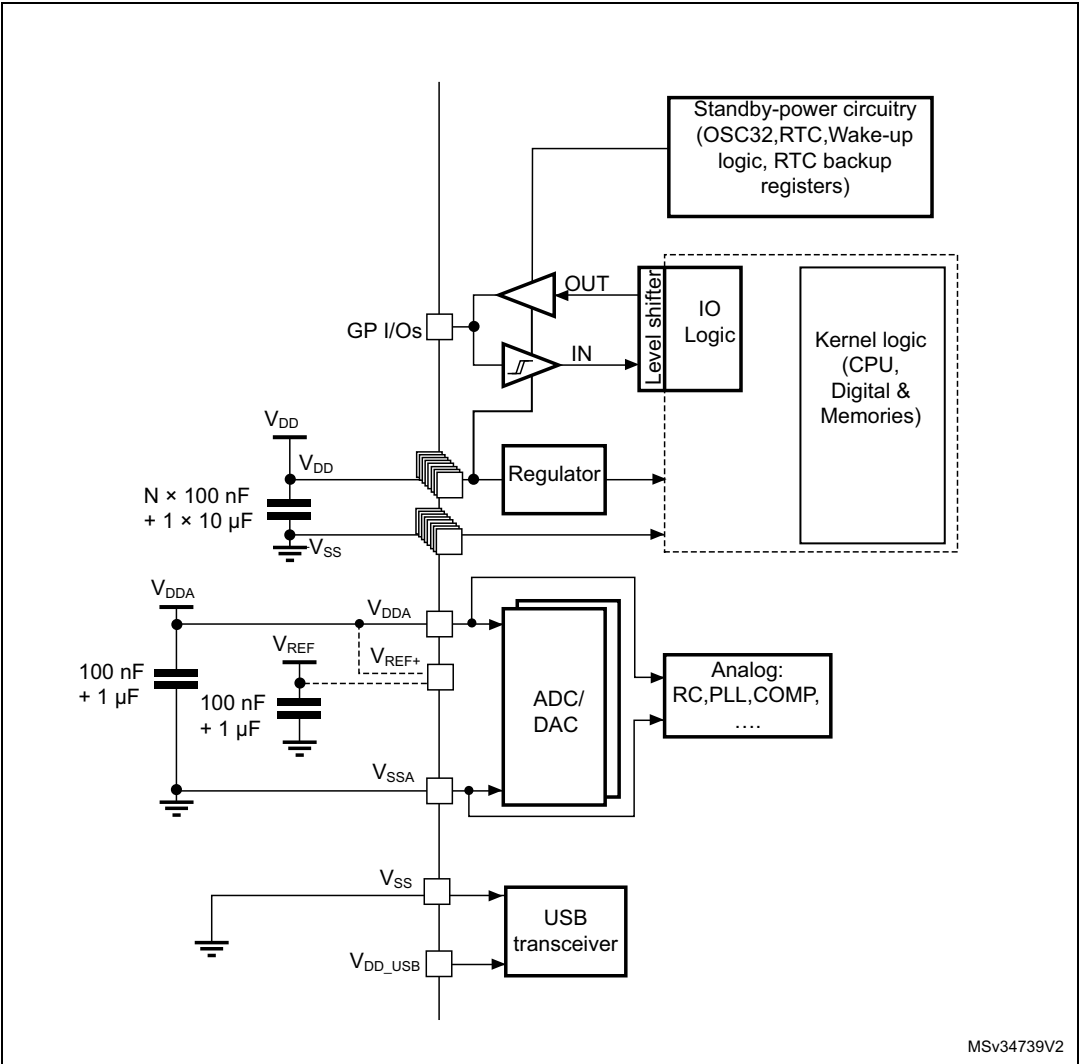 Standby-power circuitry
(OSC32,RTC,Wake-up
logic, RTC backup
registers)
OUT
Level shifter
IO
Logic
GP I/Os
IN
Kernel logic
(CPU,
Digital &
Memories)
VDD
VDD
Regulator
N × 100 nF
+ 1 × 10 µF
VSS
VDDA
VDDA
VREF
VREF+
100 nF
+ 1 µF
100 nF
+ 1 µF
ADC/
DAC
Analog:
RC,PLL,COMP,
….
VSSA
VSS
USB
transceiver
VDD_USB
MSv34739V2